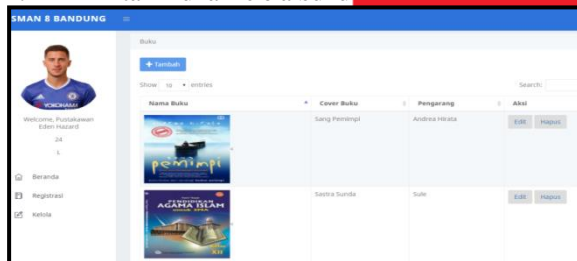 SMAN 8 BANDUNG
Buku
+ Tambah
Show 10 entries
Search:
Nama Buku
Cover Buku
Pengarang
Aksi
YOKOHAMA
Welcome, Pustakawan
Eden Hazard
24
1
Beranda
Registrasi
Kelola
pemimpi
Sang Pemimpi
Andrea Hirata
Edit
Hapus
PENDIDIKAN
AGAMA ISLAM
XII
Sastra Sunda
Sule
Edit
Hapus